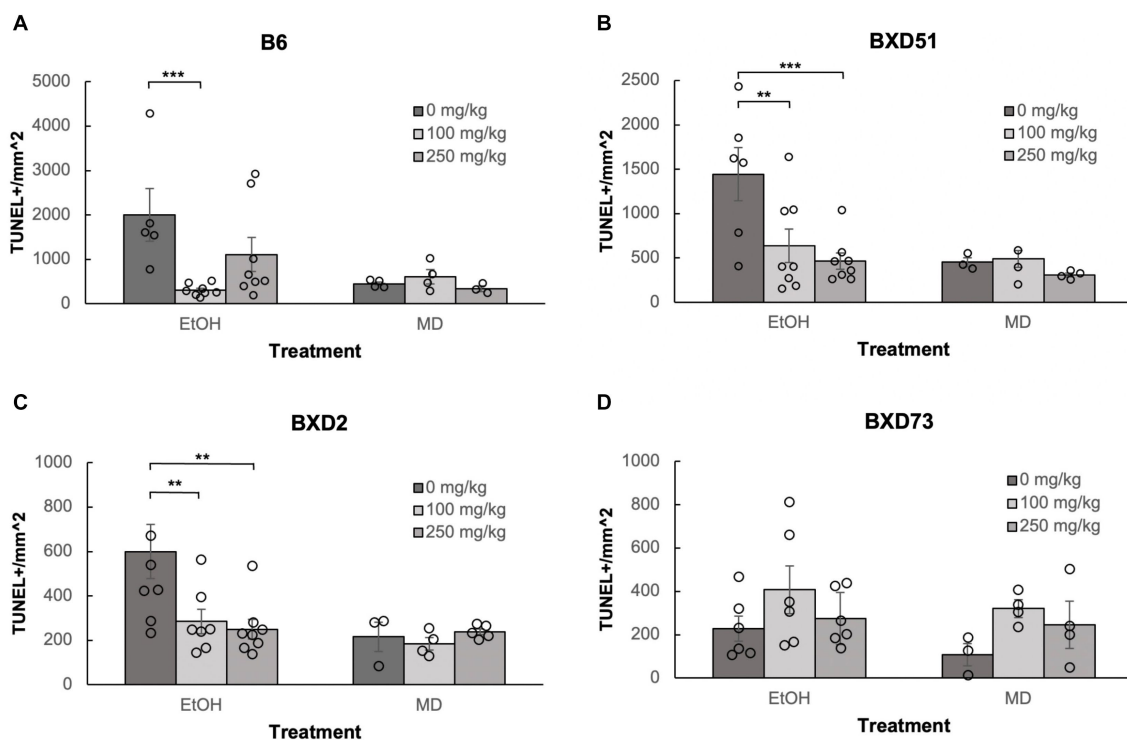 A
B6
***
5000
4000
3000
2000
1000
0
TUNEL+/mm^2
0 mg/kg
100 mg/kg
250 mg/kg
EtOH
MD
Treatment
B
BXD51
***
**
2500
2000
1500
1000
500
0
TUNEL+/mm^2
0 mg/kg
100 mg/kg
250 mg/kg
EtOH
MD
Treatment
C
BXD2
**
**
1000
800
600
400
200
0
TUNEL+/mm^2
0 mg/kg
100 mg/kg
250 mg/kg
EtOH
MD
Treatment
D
BXD73
1000
800
600
400
200
0
TUNEL+/mm^2
0 mg/kg
100 mg/kg
250 mg/kg
EtOH
MD
Treatment